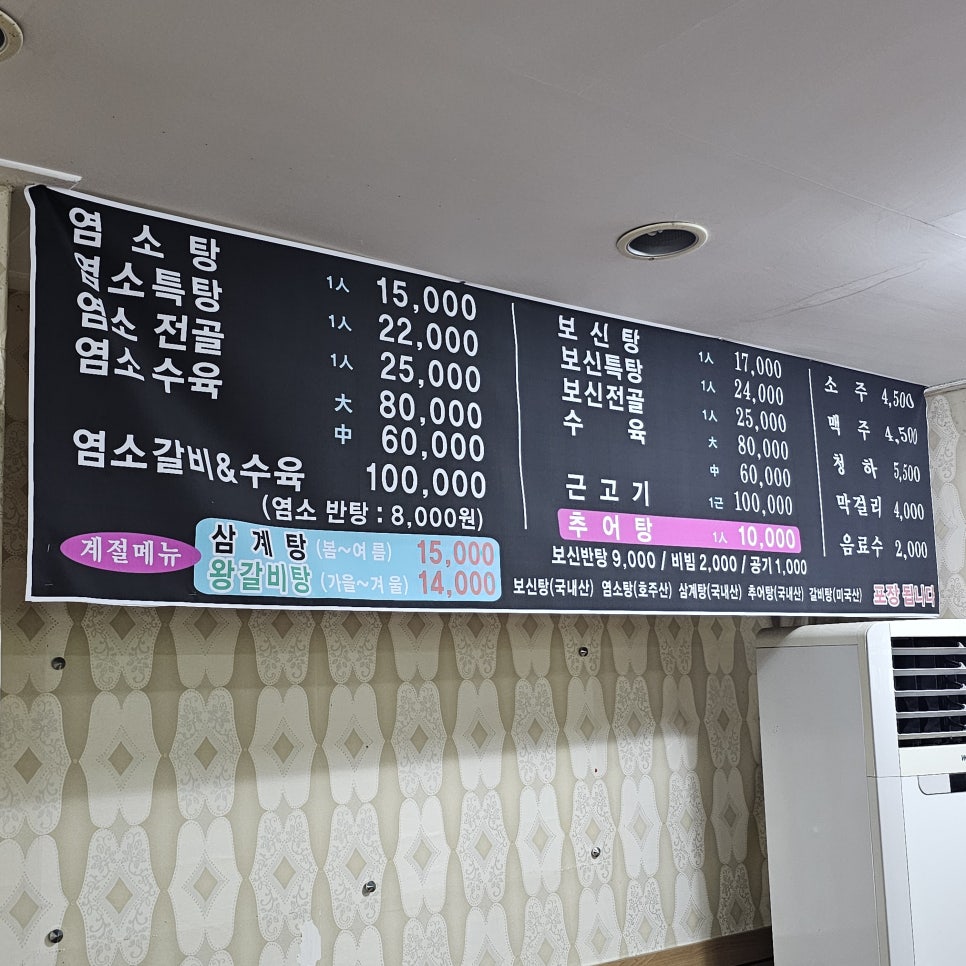 염소탕 1人 15,000
염소특탕 1人 22,000
염소 전골 1人 25,000
염소수육 大 80,000
中 60,000
염소갈비&수육 100,000
(염소 반탕 : 8,000원)
계절메뉴
삼계탕 (봄~여름) 15,000
왕갈비탕 (가을~겨울) 14,000
보신탕 1人 17,000
보신특탕 1人 24,000
보신전골 1人 25,000
수육 大 80,000
中 60,000
근고기 1근 100,000
추어탕 1人 10,000
보신반탕 9,000 / 비빔 2,000 / 공기 1,000
보신탕(국내산) 염소탕(호주산) 삼계탕(국내산) 추어탕(국내산) 갈비탕(미국산) 포장 됩니다
소주 4,500
맥주 4,500
청하 5,500
막걸리 4,000
음료수 2,000